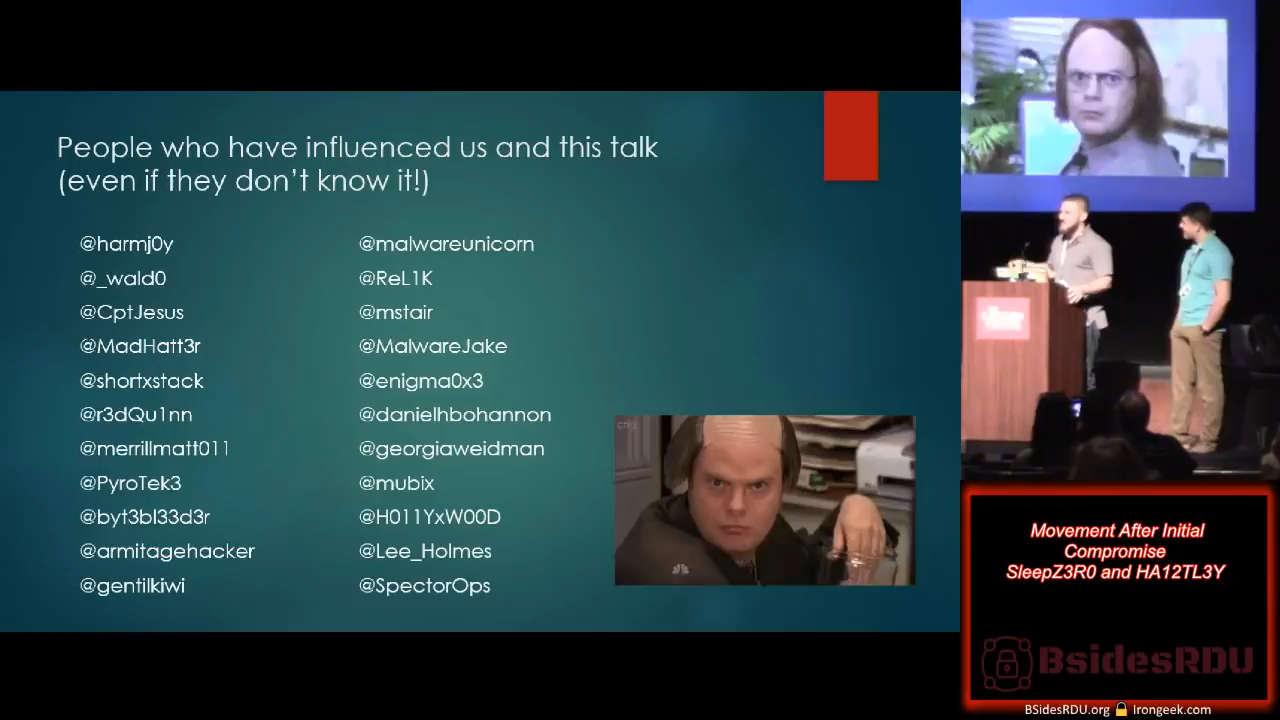 People who have influenced us and this talk
(even if they don't know it!)
@harmj0y
@_wald0
@CptJesus
@MadHatt3r
@shortxstack
@r3dQu1nn
@merrillmatt011
@PyroTek3
@byt3bl33d3r
@armitagehacker
@gentilkiwi
@malwareunicorn
@ReL1K
@mstair
@MalwareJake
@enigma0x3
@danielhbohannon
@georgiaweidman
@mubix
@H011YxW00D
@Lee_Holmes
@SpectorOps
Movement After Initial
Compromise
SleepZ3R0 and HA12TL3Y
BsidesRDU
BSidesRDU.org Irongeek.com